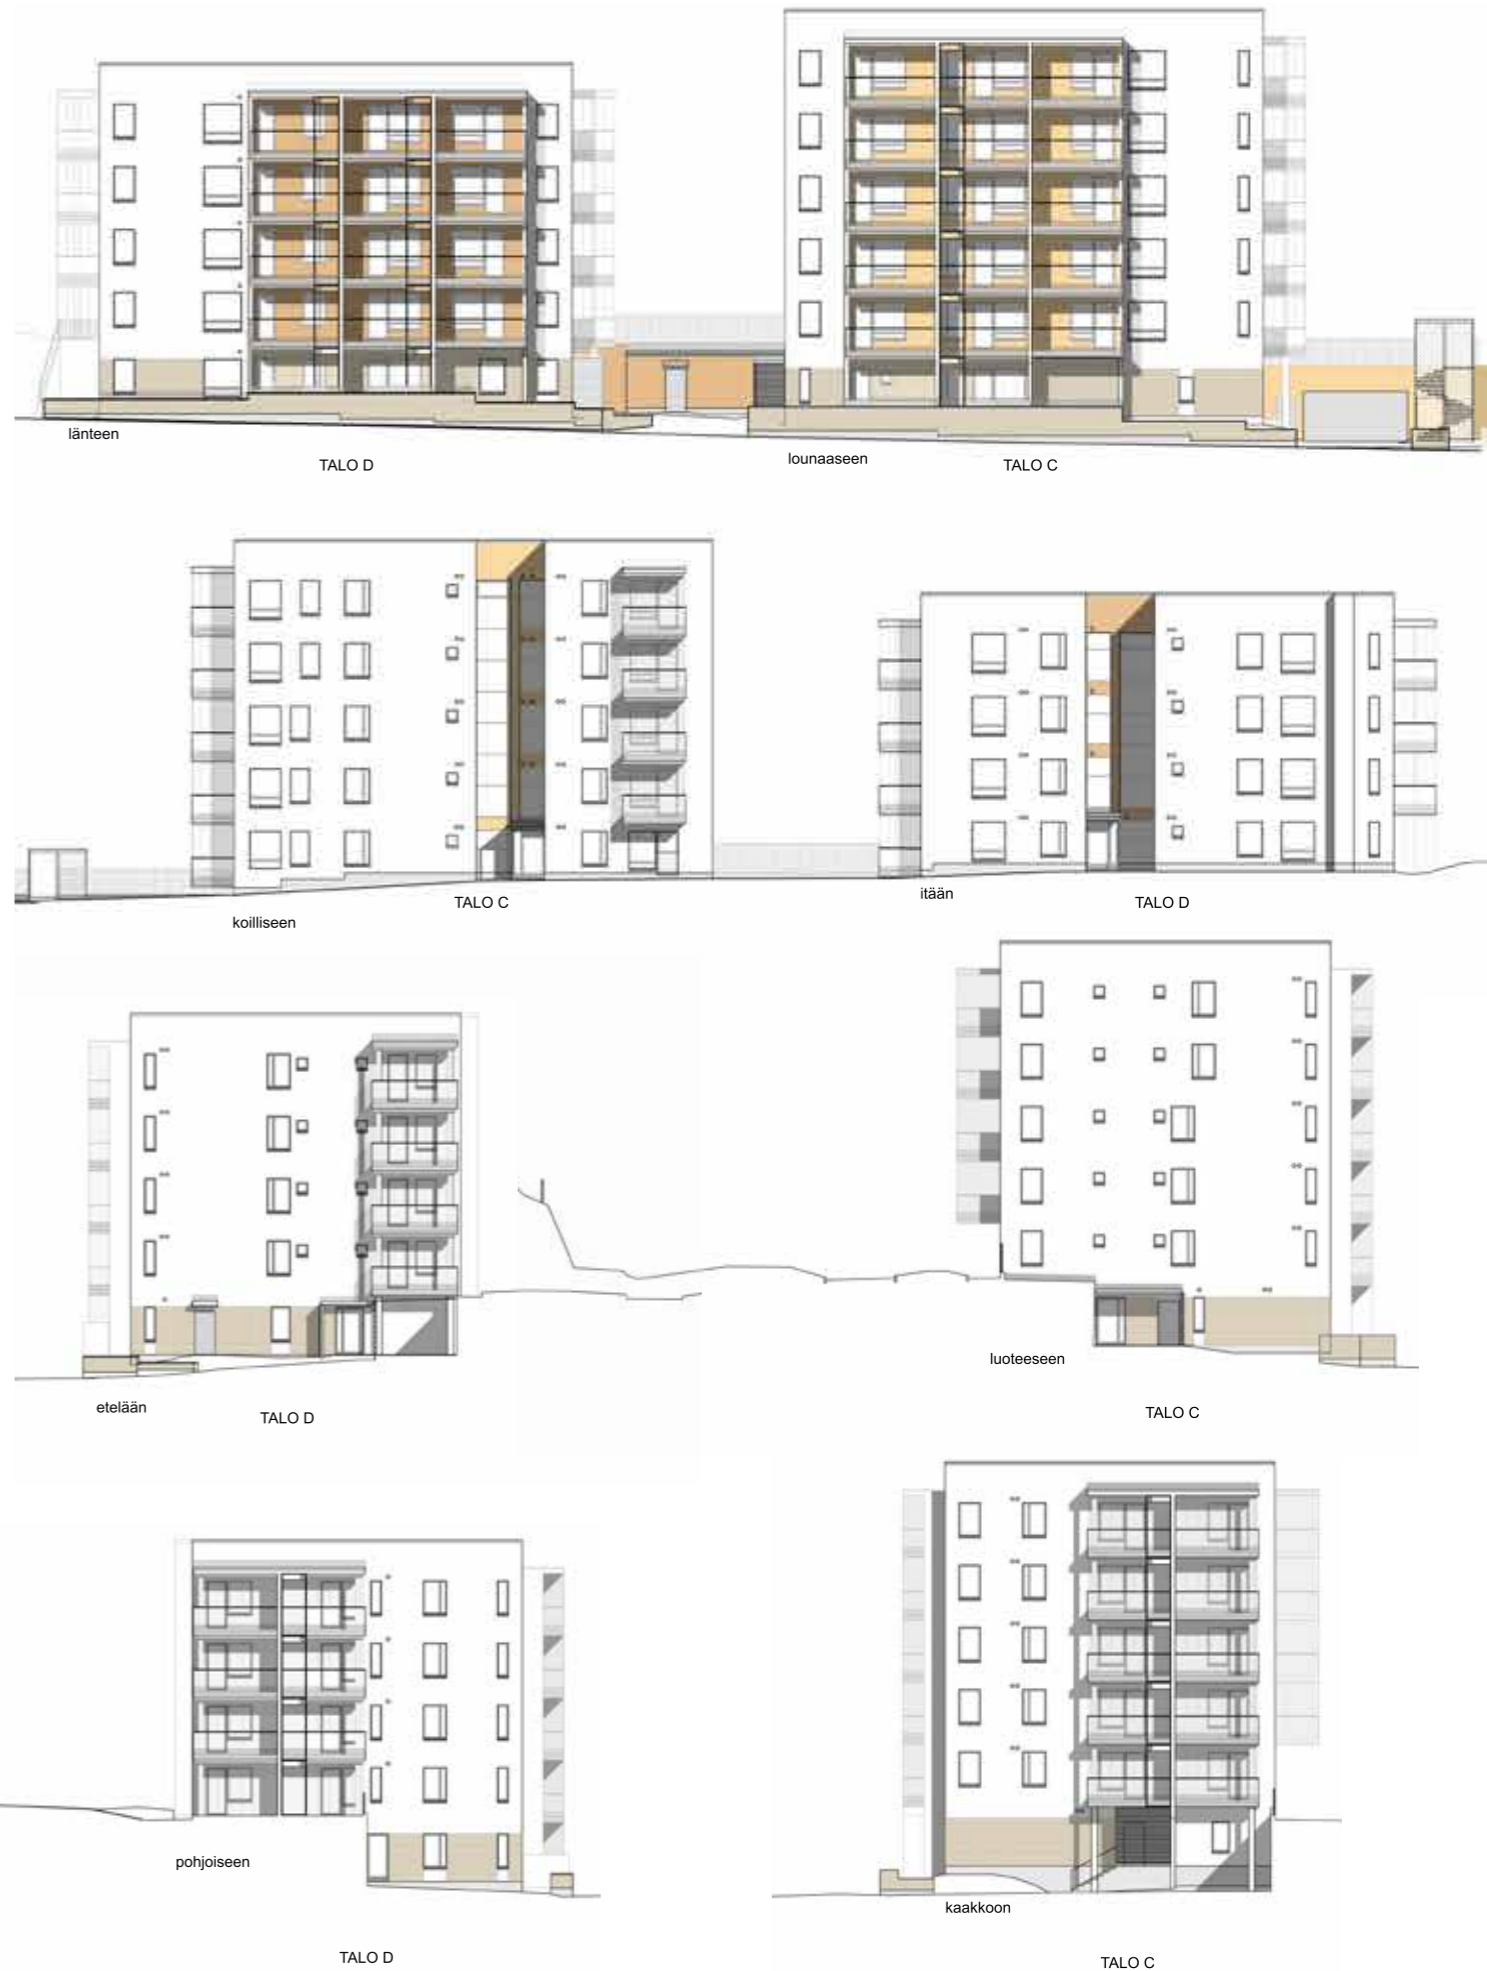 länteen
TALO D
lounaaseen
TALO C
koilliseen
TALO C
itään
TALO D
etelään
TALO D
luoteeseen
TALO C
pohjoiseen
TALO D
kaakkoon
TALO C